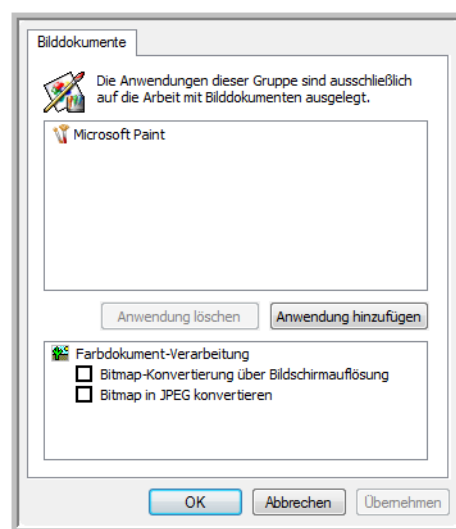 Bilddokumente
Die Anwendungen dieser Gruppe sind ausschließlich
auf die Arbeit mit Bilddokumenten ausgelegt.
Microsoft Paint
Anwendung löschen
Anwendung hinzufügen
Farbdokument-Verarbeitung
Bitmap-Konvertierung über Bildschirmauflösung
Bitmap in JPEG konvertieren
OK
Abbrechen
Übernehmen